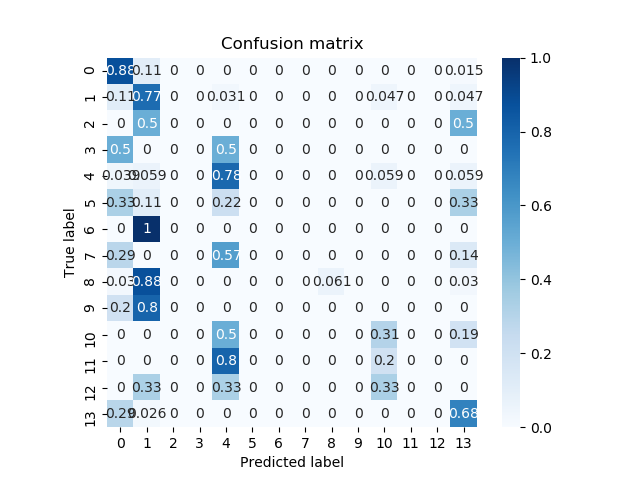 Confusion matrix
0 0.88 0.11 0 0 0 0 0 0 0 0 0 0 0 0.015
1 0.11 0.77 0 0 0.031 0 0 0 0 0 0.047 0 0 0.047
2 0 0.5 0 0 0 0 0 0 0 0 0 0 0 0.5
3 0.5 0 0 0 0.5 0 0 0 0 0 0 0 0 0
4 0.039 0.059 0 0 0.78 0 0 0 0 0 0.059 0 0 0.059
5 0.33 0.11 0 0 0.22 0 0 0 0 0 0 0 0 0.33
6 0 1 0 0 0 0 0 0 0 0 0 0 0 0
7 0.29 0 0 0 0.57 0 0 0 0 0 0 0 0 0.14
8 0.03 0.88 0 0 0 0 0 0 0.061 0 0 0 0 0.03
9 0.2 0.8 0 0 0 0 0 0 0 0 0 0 0 0
10 0 0 0 0 0.5 0 0 0 0 0 0.31 0 0 0.19
11 0 0 0 0 0.8 0 0 0 0 0 0.2 0 0 0
12 0 0.33 0 0 0.33 0 0 0 0 0 0.33 0 0 0
13 0.29 0.026 0 0 0 0 0 0 0 0 0 0 0 0.68
0 1 2 3 4 5 6 7 8 9 10 11 12 13
Predicted label
True label
1.0
0.8
0.6
0.4
0.2
0.0